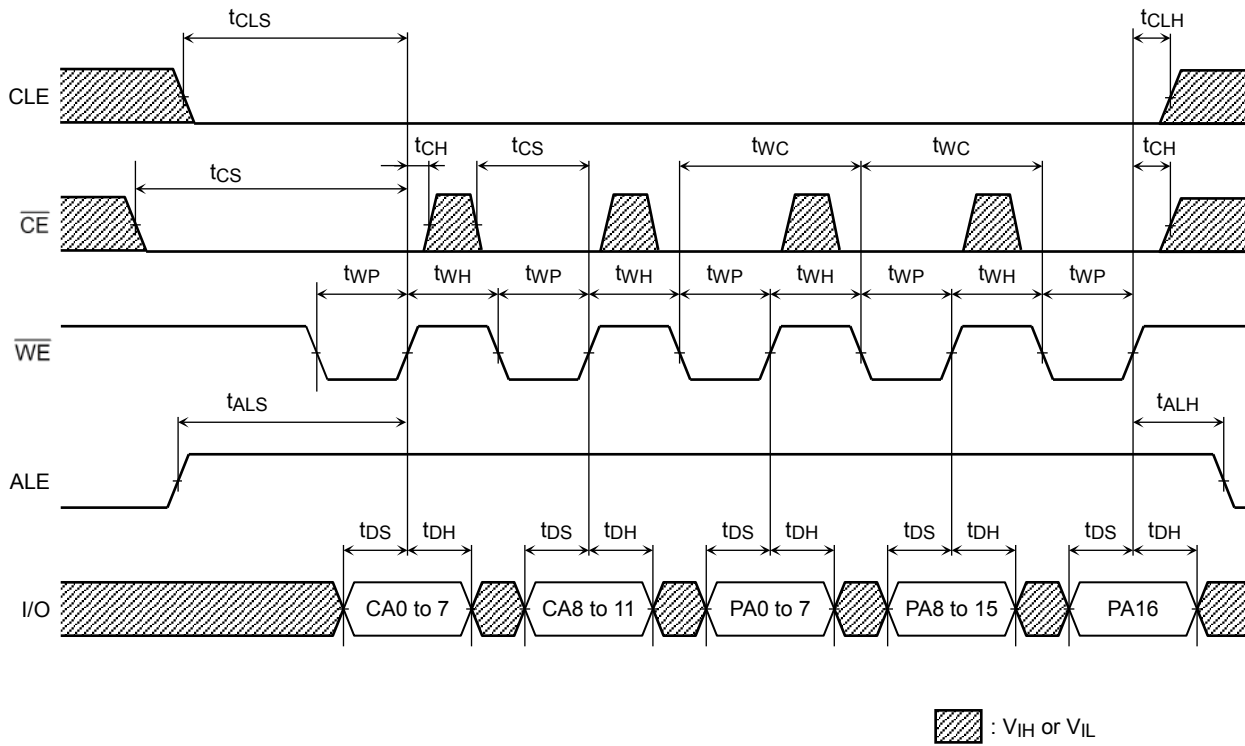 tCLS tCLH
CLE
tCH tCS tWC tWC tCH
tCS
CE
tWP tWH tWP tWH tWP tWH tWP tWH tWP
WE
tALS tALH
ALE
tDS tDH tDS tDH tDS tDH tDS tDH tDS tDH
I/O CA0 to 7 CA8 to 11 PA0 to 7 PA8 to 15 PA16
: VIH or VIL